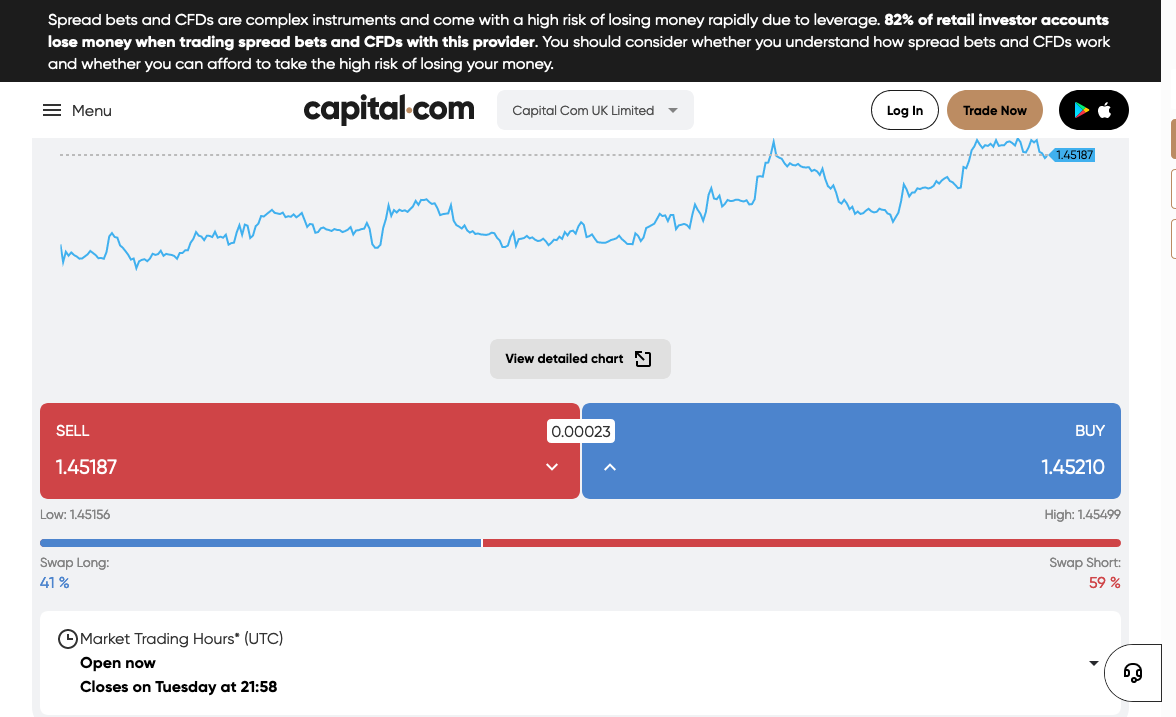 Spread bets and CFDs are complex instruments and come with a high risk of losing money rapidly due to leverage. 82% of retail investor accounts
lose money when trading spread bets and CFDs with this provider. You should consider whether you understand how spread bets and CFDs work
and whether you can afford to take the high risk of losing your money.
Menu
capital.com
Capital Com UK Limited
Log In
Trade Now
1.45187
View detailed chart
SELL
0.00023
BUY
1.45187
1.45210
Low: 1.45156
High: 1.45499
Swap Long:
Swap Short:
41 %
59 %
Market Trading Hours* (UTC)
Open now
Closes on Tuesday at 21:58